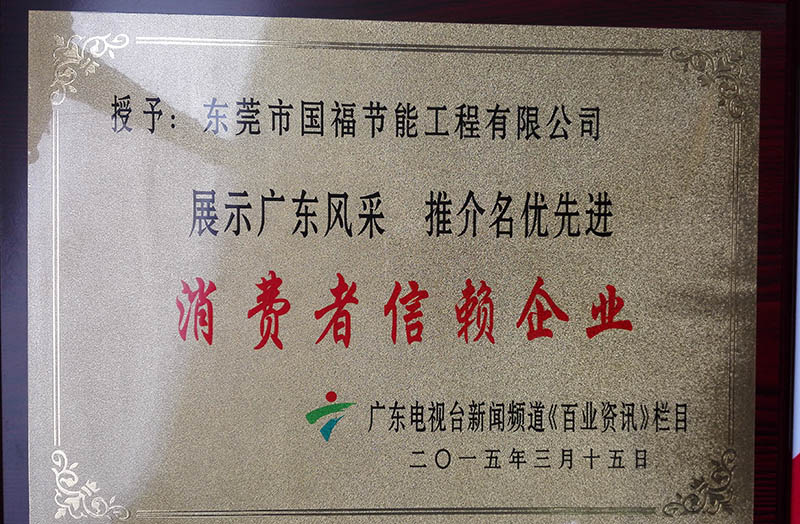 授予：东莞市国福节能工程有限公司
展示广东风采 推介名优先进
消费者信赖企业
广东电视台新闻频道《百业资讯》栏目
二〇一五年三月十五日